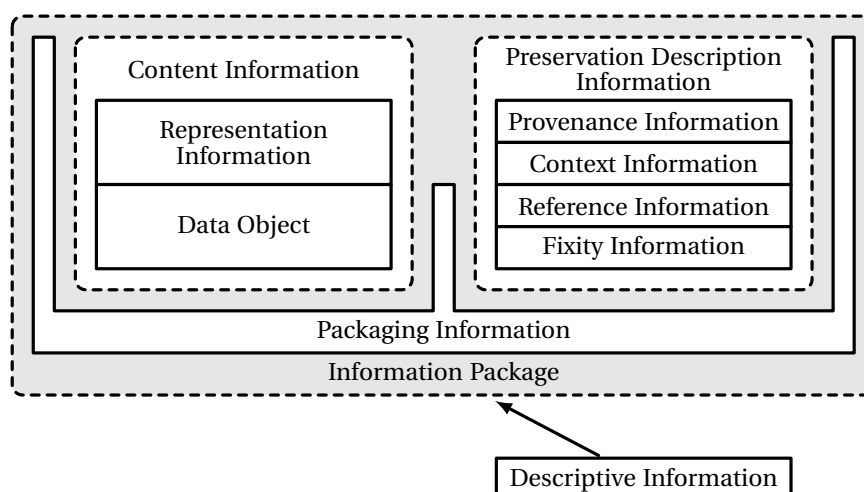 Content Information
Representation
Information
Data Object
Preservation Description
Information
Provenance Information
Context Information
Reference Information
Fixity Information
Packaging Information
Information Package
Descriptive Information